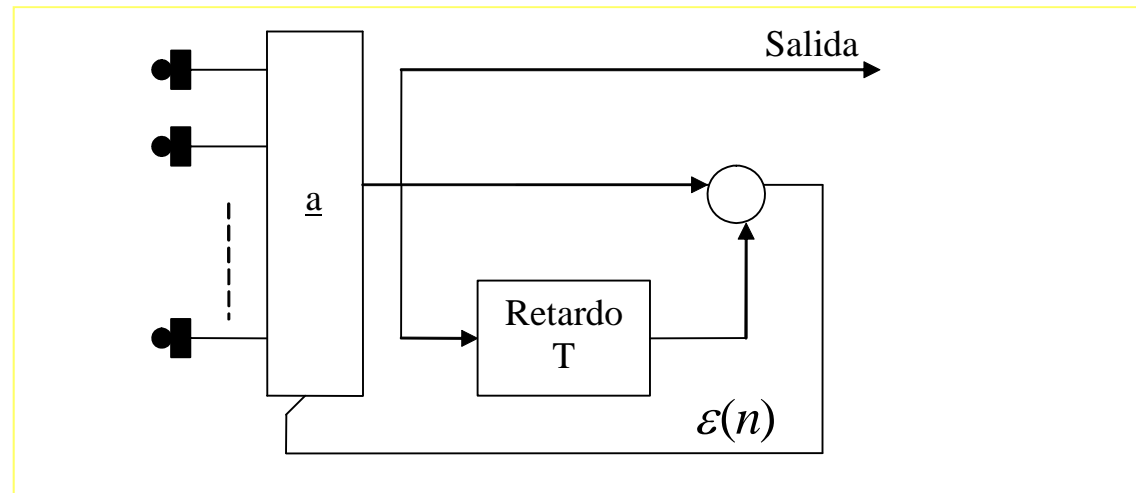 Salida
a
Retardo
T
ε(n)